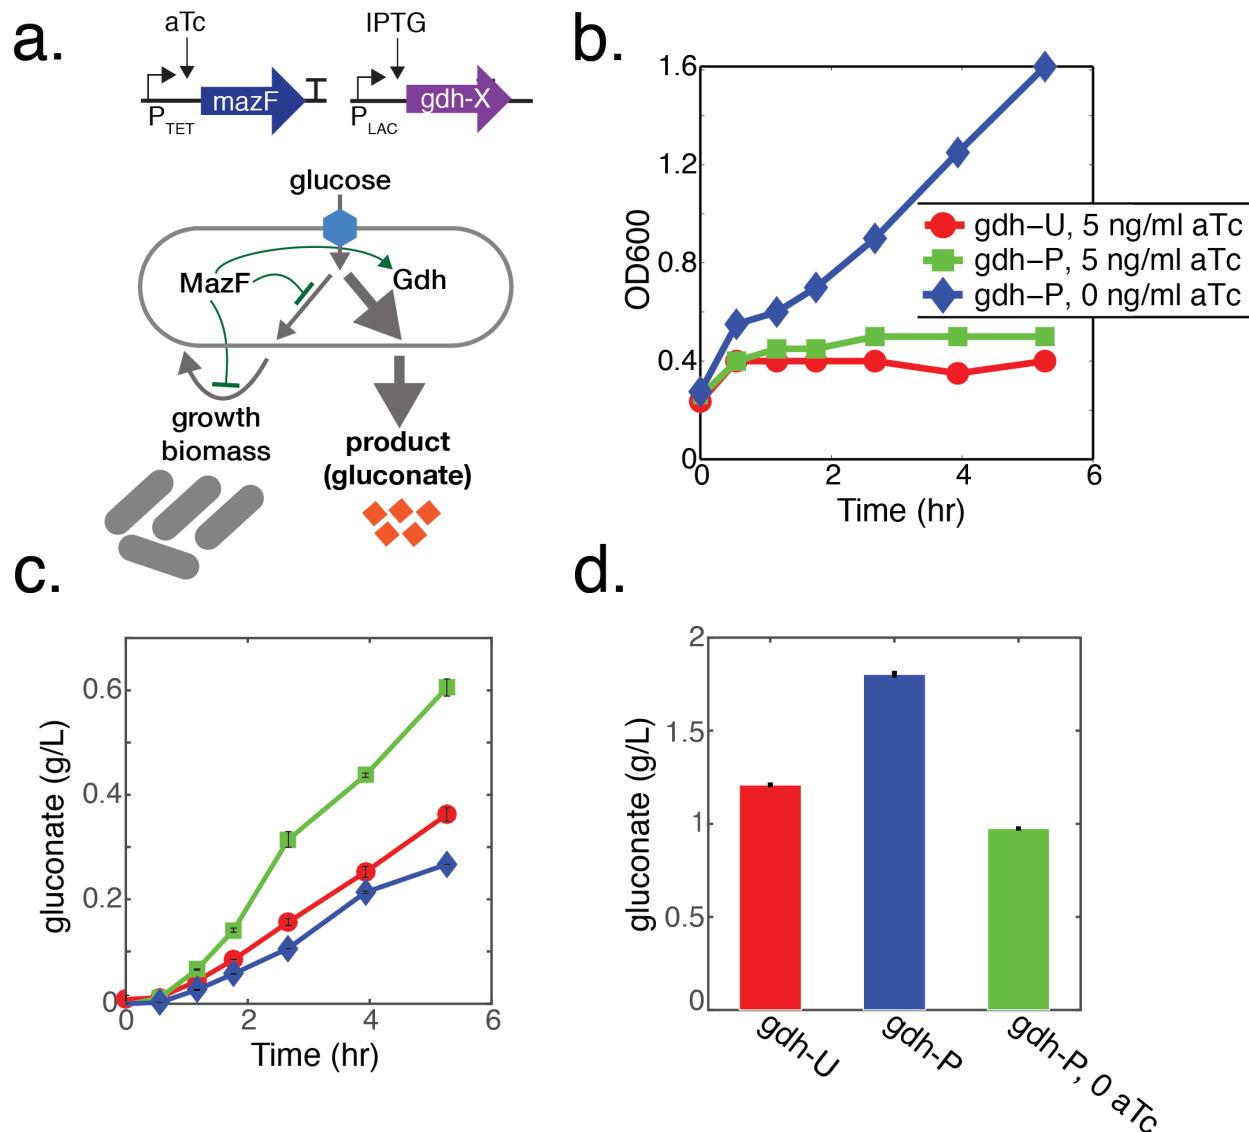 a.
aTc
IPTG
mazF
gdh-X
PTET
PLAC
glucose
MazF
Gdh
growth
biomass
product
(gluconate)
b.
1.6
1.2
0.8
0.4
0
OD600
0
2
4
6
Time (hr)
gdh–U, 5 ng/ml aTc
gdh–P, 5 ng/ml aTc
gdh–P, 0 ng/ml aTc
c.
0.6
0.4
0.2
0
gluconate (g/L)
0
2
4
6
Time (hr)
d.
2
1.5
1
0.5
0
gluconate (g/L)
gdh-U
gdh-P
gdh-P, 0 aTc